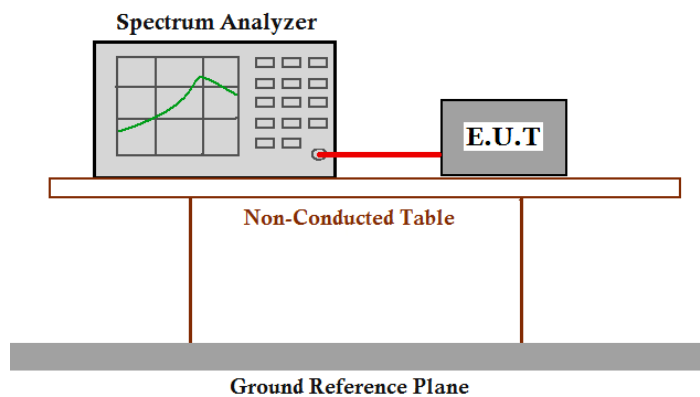 Spectrum Analyzer
E.U.T
Non-Conducted Table
Ground Reference Plane